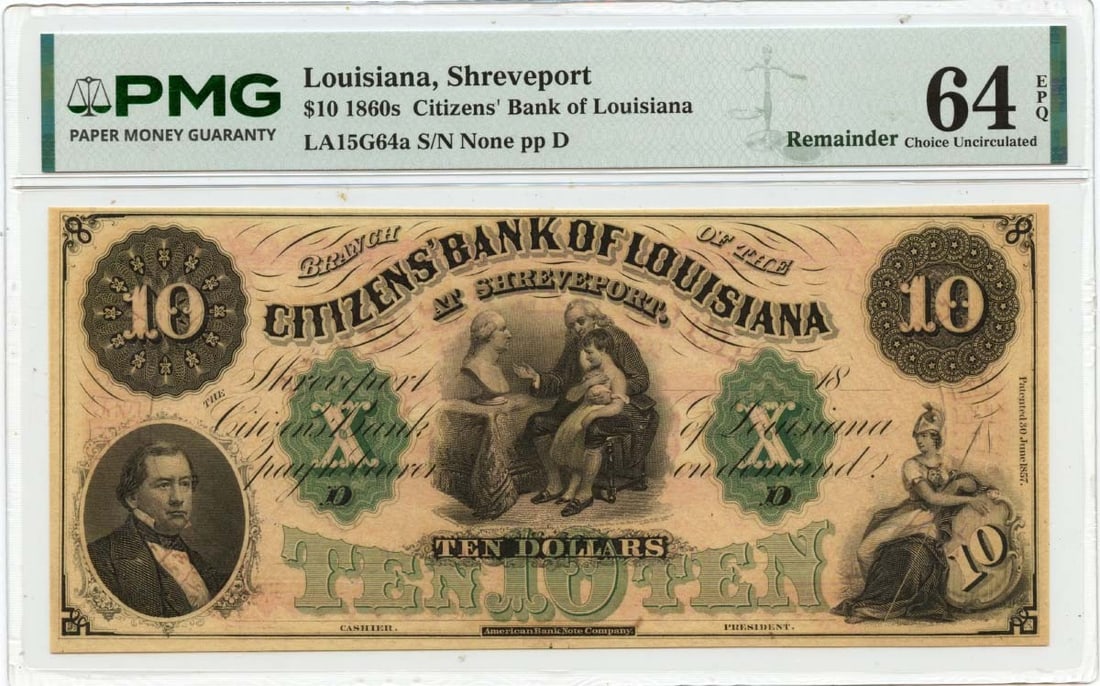 PMG
PAPER MONEY GUARANTY
Louisiana, Shreveport
$10 1860s Citizens' Bank of Louisiana
LA15G64a S/N None pp D
Remainder
64 EPQ
Choice Uncirculated
10
BRANCH OF THE
CITIZENS' BANK OF LOUISIANA
AT SHREVEPORT.
10
Shreveport 18
THE
Citizens' Bank of Louisiana
pay bearer on demand
X
D
X
D
Patented 30 June 1857.
10
TEN DOLLARS
TEN 10 TEN
CASHIER.
American Bank Note Company.
PRESIDENT.